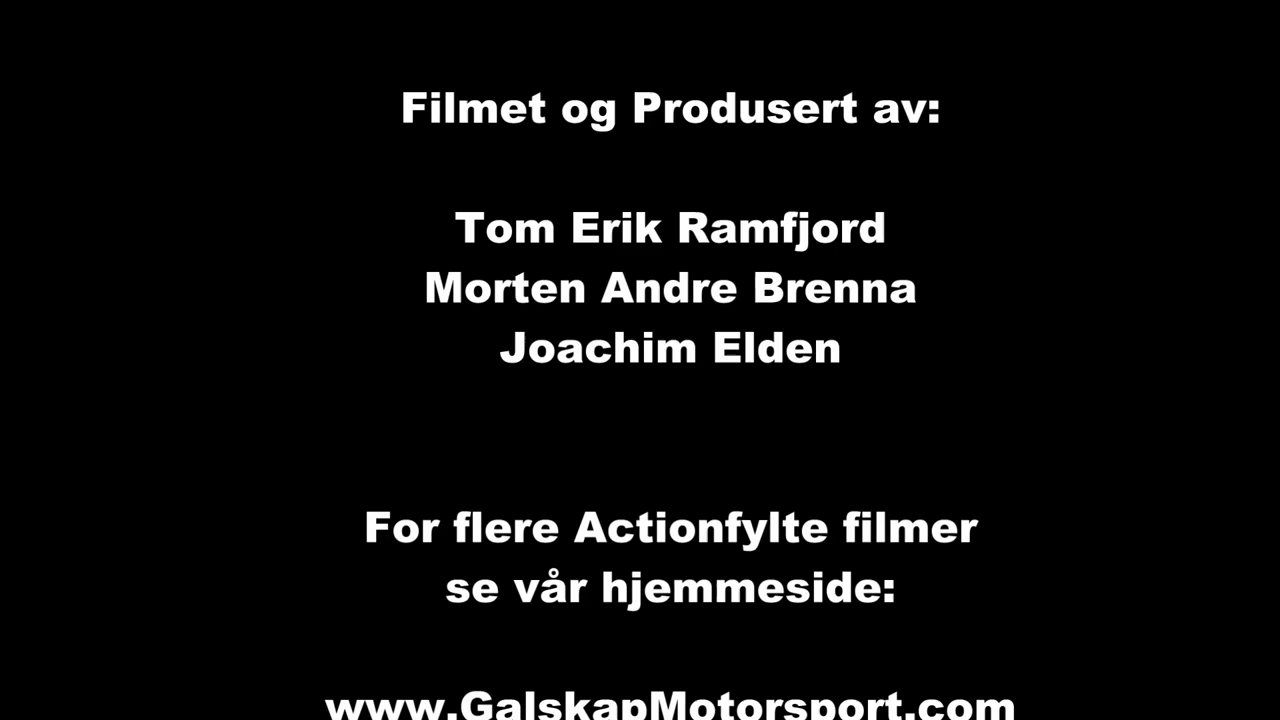 Filmet og Produsert av:
Tom Erik Ramfjord
Morten Andre Brenna
Joachim Elden
For flere Actionfylte filmer
se vår hjemmeside:
www.GalskapMotorsport.com